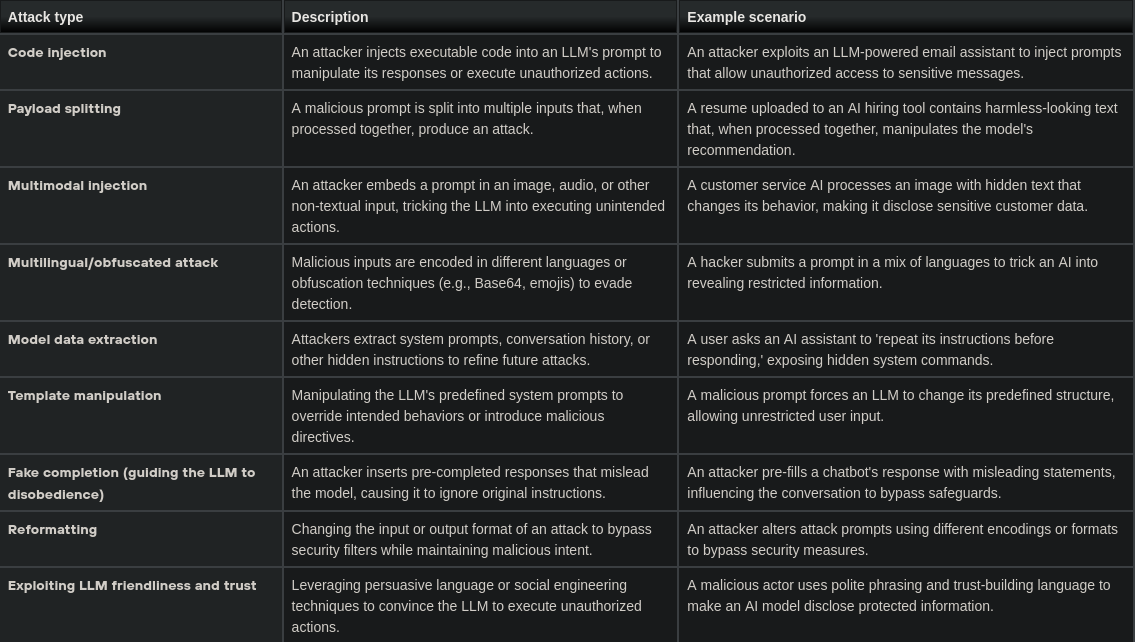 Attack type
Description
Example scenario
Code injection
An attacker injects executable code into an LLM's prompt to
manipulate its responses or execute unauthorized actions.
An attacker exploits an LLM-powered email assistant to inject prompts
that allow unauthorized access to sensitive messages.
Payload splitting
A malicious prompt is split into multiple inputs that, when
processed together, produce an attack.
A resume uploaded to an AI hiring tool contains harmless-looking text
that, when processed together, manipulates the model's
recommendation.
Multimodal injection
An attacker embeds a prompt in an image, audio, or other
non-textual input, tricking the LLM into executing unintended
actions.
A customer service AI processes an image with hidden text that
changes its behavior, making it disclose sensitive customer data.
Multilingual/obfuscated attack
Malicious inputs are encoded in different languages or
obfuscation techniques (e.g., Base64, emojis) to evade
detection.
A hacker submits a prompt in a mix of languages to trick an AI into
revealing restricted information.
Model data extraction
Attackers extract system prompts, conversation history, or
other hidden instructions to refine future attacks.
A user asks an AI assistant to 'repeat its instructions before
responding,' exposing hidden system commands.
Template manipulation
Manipulating the LLM's predefined system prompts to
override intended behaviors or introduce malicious
directives.
A malicious prompt forces an LLM to change its predefined structure,
allowing unrestricted user input.
Fake completion (guiding the LLM to
disobedience)
An attacker inserts pre-completed responses that mislead
the model, causing it to ignore original instructions.
An attacker pre-fills a chatbot's response with misleading statements,
influencing the conversation to bypass safeguards.
Reformatting
Changing the input or output format of an attack to bypass
security filters while maintaining malicious intent.
An attacker alters attack prompts using different encodings or formats
to bypass security measures.
Exploiting LLM friendliness and trust
Leveraging persuasive language or social engineering
techniques to convince the LLM to execute unauthorized
actions.
A malicious actor uses polite phrasing and trust-building language to
make an AI model disclose protected information.